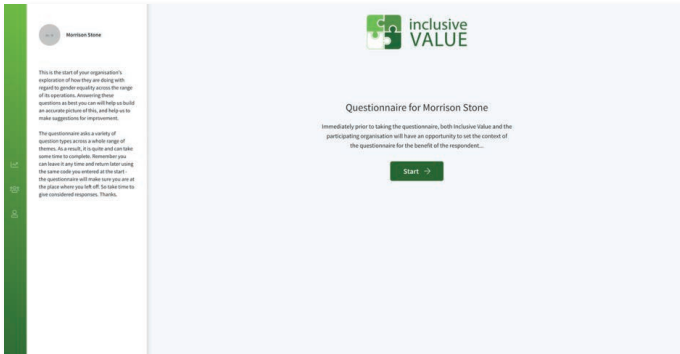 Morrison Stone
This is the start of your organisation's
exploration of how they are doing with
regard to gender equality across the range
of its operations. Answering these
questions as best you can will help us build
an accurate picture of this, and help us to
make suggestions for improvement.
The questionnaire asks a variety of
question types across a whole range of
themes. As a result, it is quite and can take
some time to complete. Remember you
can leave it any time and return later using
the same code you entered at the start -
the questionnaire will make sure you are at
the place where you left off. So take time to
give considered responses. Thanks.
inclusive
VALUE
Questionnaire for Morrison Stone
Immediately prior to taking the questionnaire, both Inclusive Value and the
participating organisation will have an opportunity to set the context of
the questionnaire for the benefit of the respondent...
Start →